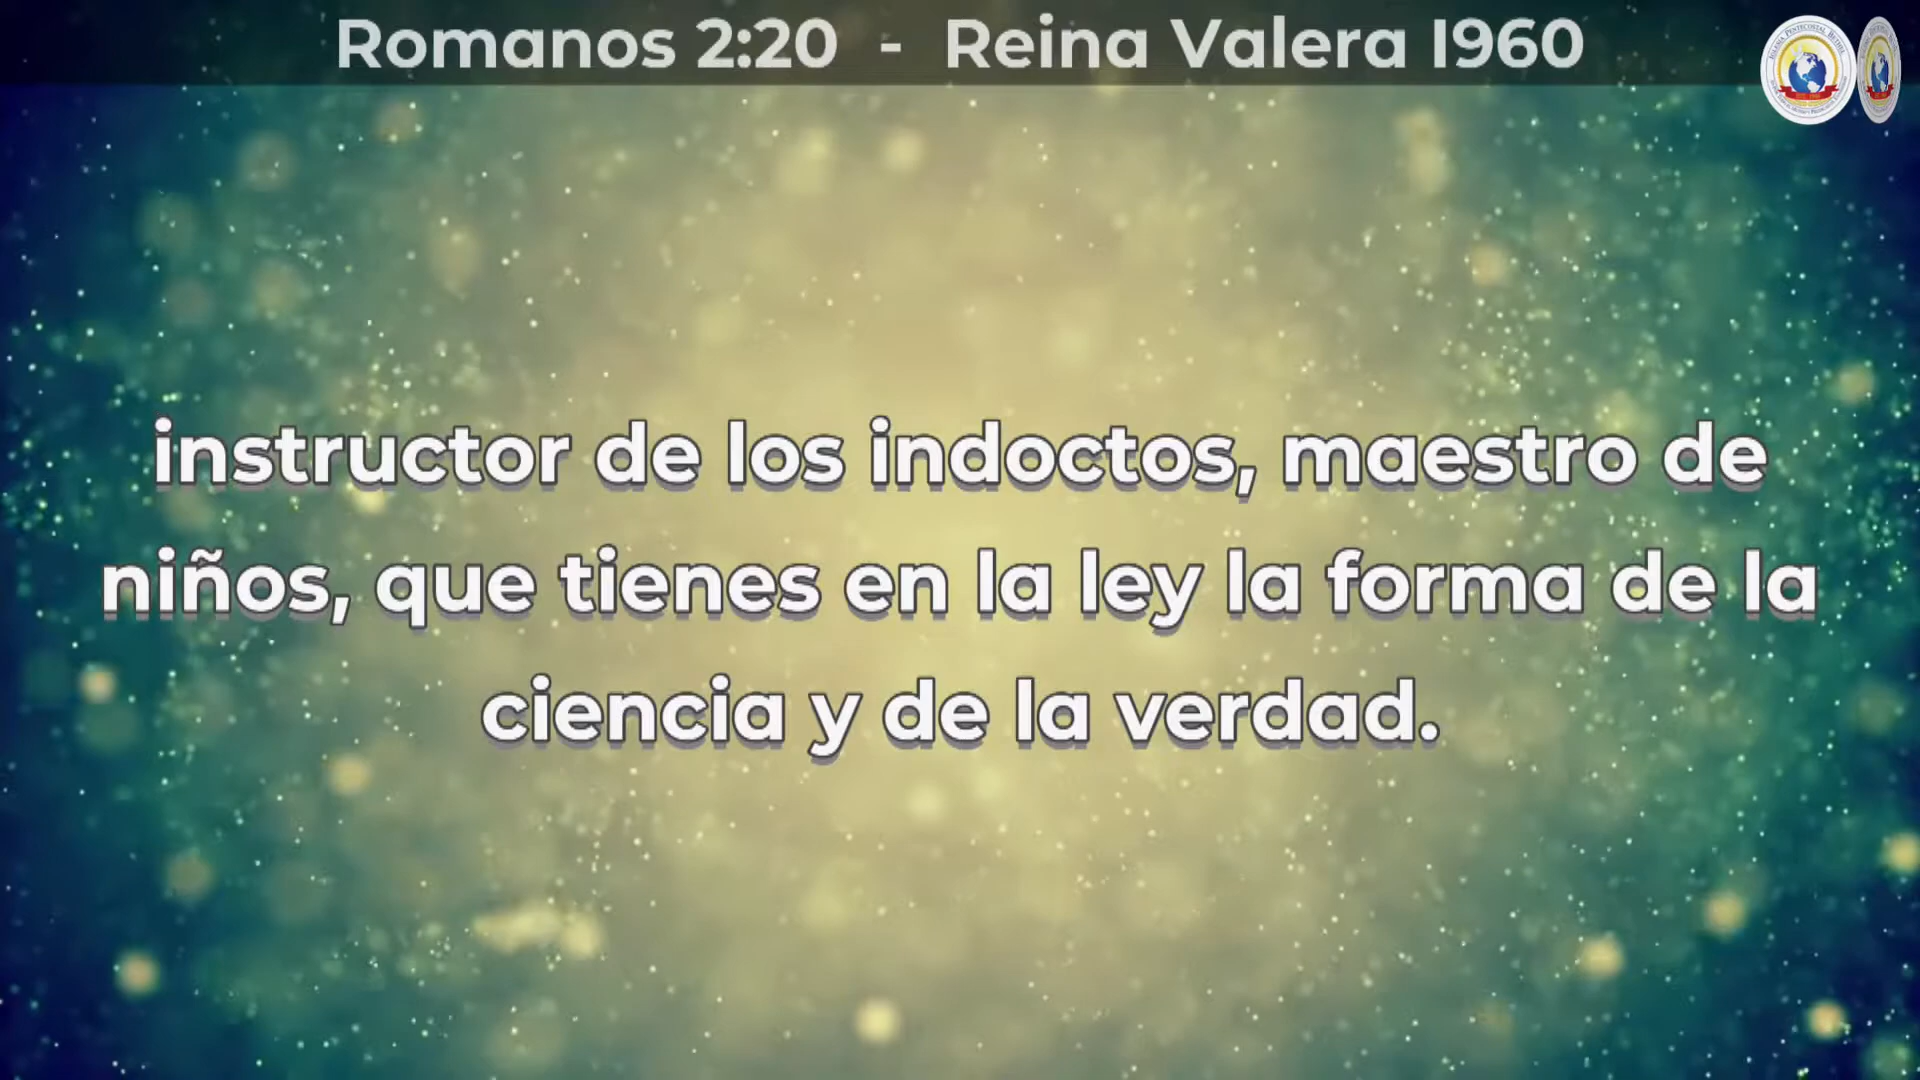 Romanos 2:20 - Reina Valera 1960
instructor de los indoctos, maestro de
niños, que tienes en la ley la forma de la
ciencia y de la verdad.